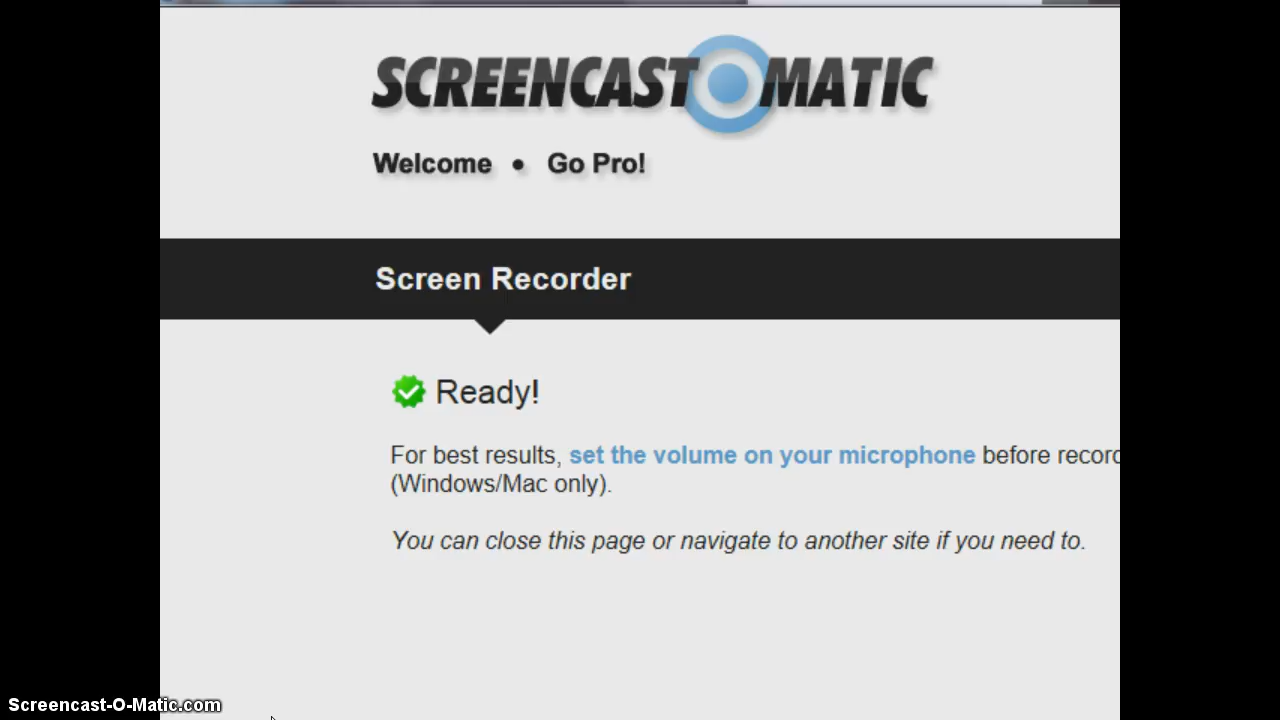 SCREENCAST O MATIC
Welcome • Go Pro!
Screen Recorder
Ready!
For best results, set the volume on your microphone before recor
(Windows/Mac only).
You can close this page or navigate to another site if you need to.
Screencast-O-Matic.com